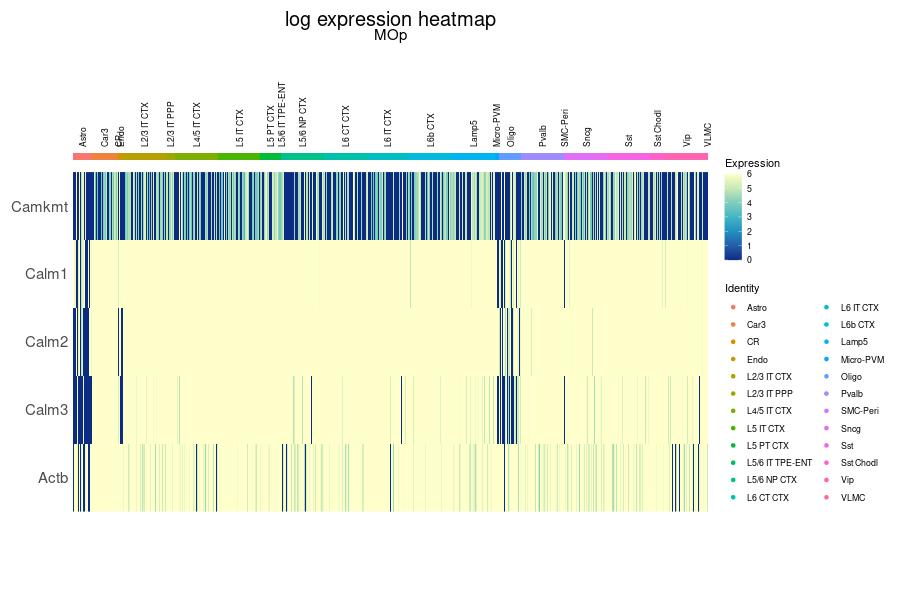 log expression heatmap
MOp
Astro
Car3
CR
Endo
L2/3 IT CTX
L2/3 IT PPP
L4/5 IT CTX
L5 IT CTX
L5 PT CTX
L5/6 IT TPE-ENT
L5/6 NP CTX
L6 CT CTX
L6 IT CTX
L6b CTX
Lamp5
Micro-PVM
Oligo
Pvalb
SMC-Peri
Sncg
Sst
Sst Chodl
Vip
VLMC
Camkmt
Calm1
Calm2
Calm3
Actb
Expression
6
5
4
3
2
1
0
Identity
Astro
Car3
CR
Endo
L2/3 IT CTX
L2/3 IT PPP
L4/5 IT CTX
L5 IT CTX
L5 PT CTX
L5/6 IT TPE-ENT
L5/6 NP CTX
L6 CT CTX
L6 IT CTX
L6b CTX
Lamp5
Micro-PVM
Oligo
Pvalb
SMC-Peri
Sncg
Sst
Sst Chodl
Vip
VLMC